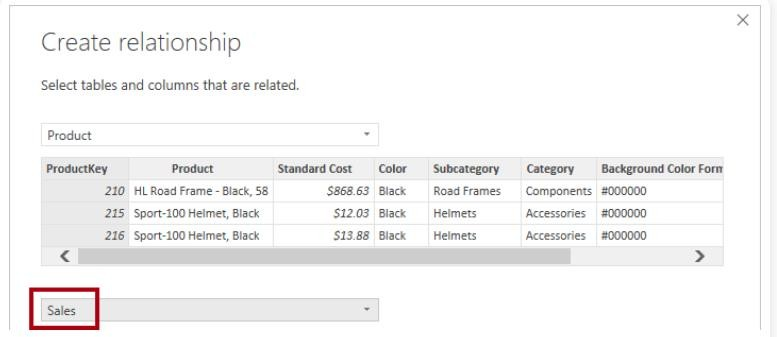 Create relationship
Select tables and columns that are related.
Product
ProductKey Product Standard Cost Color Subcategory Category Background Color Form
210 HL Road Frame - Black, 58 $868.63 Black Road Frames Components #000000
215 Sport-100 Helmet, Black $12.03 Black Helmets Accessories #000000
216 Sport-100 Helmet, Black $13.88 Black Helmets Accessories #000000
Sales